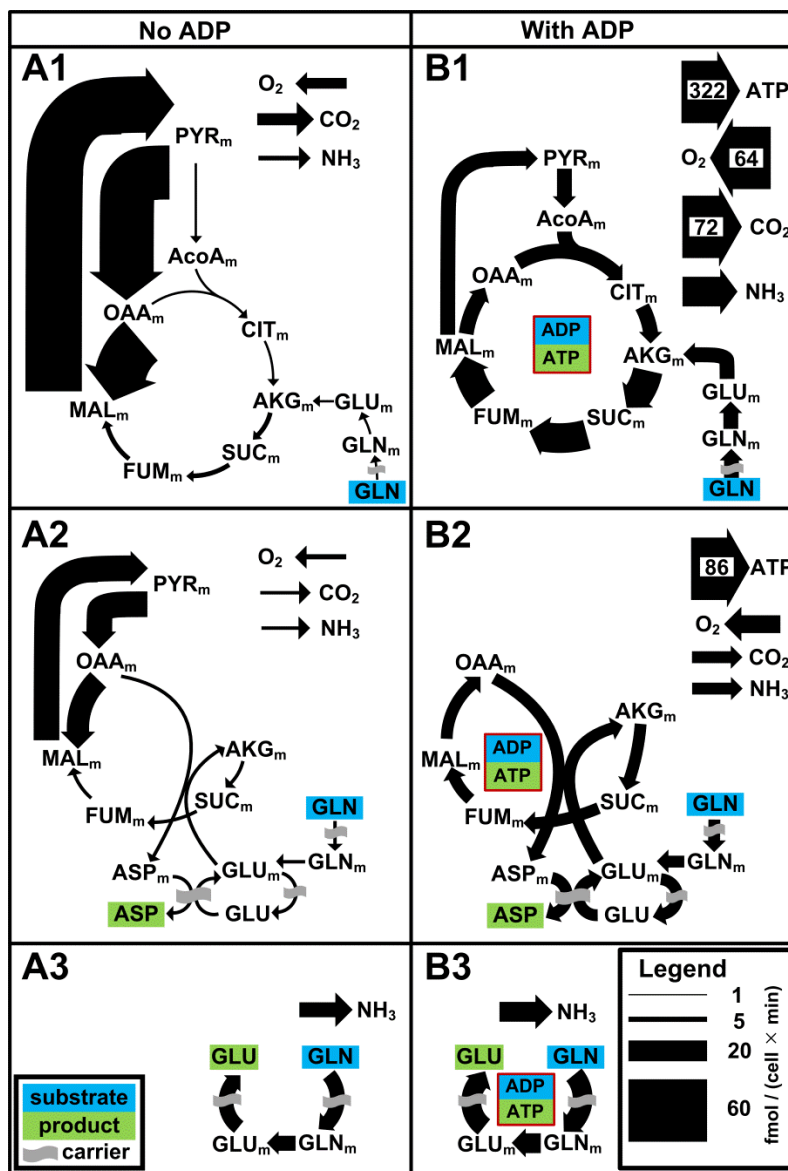 No ADP
With ADP
A1
O2
CO2
NH3
PYRm
AcoAm
OAAm
CITm
MALm
AKGm
GLUm
SUCm
GLNm
FUMm
GLN
B1
322
ATP
O2
64
72
CO2
NH3
PYRm
AcoAm
OAAm
CITm
ADP
ATP
MALm
AKGm
GLUm
FUMm
SUCm
GLNm
GLN
A2
O2
CO2
NH3
PYRm
OAAm
MALm
AKGm
FUMm
SUCm
GLN
ASPm
GLUm
GLNm
ASP
GLU
B2
86
ATP
O2
CO2
NH3
OAAm
AKGm
MALm
ADP
ATP
FUMm
SUCm
GLN
ASPm
GLUm
GLNm
ASP
GLU
A3
NH3
GLU
GLN
GLUm
GLNm
substrate
product
carrier
B3
NH3
GLU
GLN
ADP
ATP
GLUm
GLNm
Legend
1
5
20
60
fmol / (cell × min)